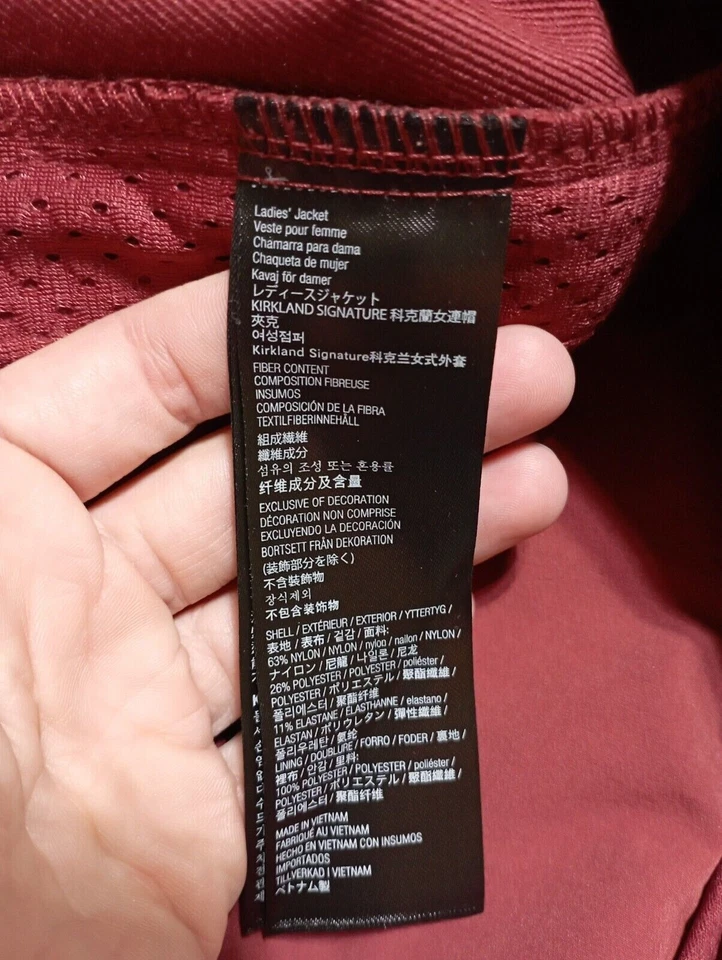 Ladies' Jacket
Veste pour femme
Chamarra para dama
Chaqueta de mujer
Kavaj för damer
レディースジャケット
KIRKLAND SIGNATURE 科克蘭女連帽
夾克
여성점퍼
Kirkland Signature科克兰女式外套
FIBER CONTENT
COMPOSITION FIBREUSE
INSUMOS
COMPOSICIÓN DE LA FIBRA
TEXTILFIBERINNEHÅLL
組成繊維
纖維成分
섬유의 조성 또는 혼용률
纤维成分及含量
EXCLUSIVE OF DECORATION
DÉCORATION NON COMPRISE
EXCLUYENDO LA DECORACIÓN
BORTSETT FRÅN DEKORATION
(装飾部分を除く)
不含裝飾物
장식제외
不包含装饰物
SHELL / EXTÉRIEUR / EXTERIOR / YTTERYG /
表地 / 表布 / 겉감 / 面料:
63% NYLON / NYLON / nylon / nailon / NYLON /
ナイロン / 尼龍 / 나일론 / 尼龙
26% POLYESTER / POLYESTER / poliéster /
POLYESTER / ポリエステル / 聚酯纖維 /
폴리에스터 / 聚酯纤维
11% ELASTANE / ÉLASTHANNE / elastano /
ELASTAN / ポリウレタン / 彈性纖維 /
폴리우레탄 / 氨纶
LINING / DOUBLURE / FORRO / FODER / 裏地 /
裡布 / 안감 / 里料:
100% POLYESTER / POLYESTER / poliéster /
POLYESTER / ポリエステル / 聚酯纖維 /
폴리에스터 / 聚酯纤维
MADE IN VIETNAM
FABRIQUÉ AU VIETNAM
HECHO EN VIETNAM CON INSUMOS
IMPORTADOS
TILLVERKAD I VIETNAM
ベトナム製